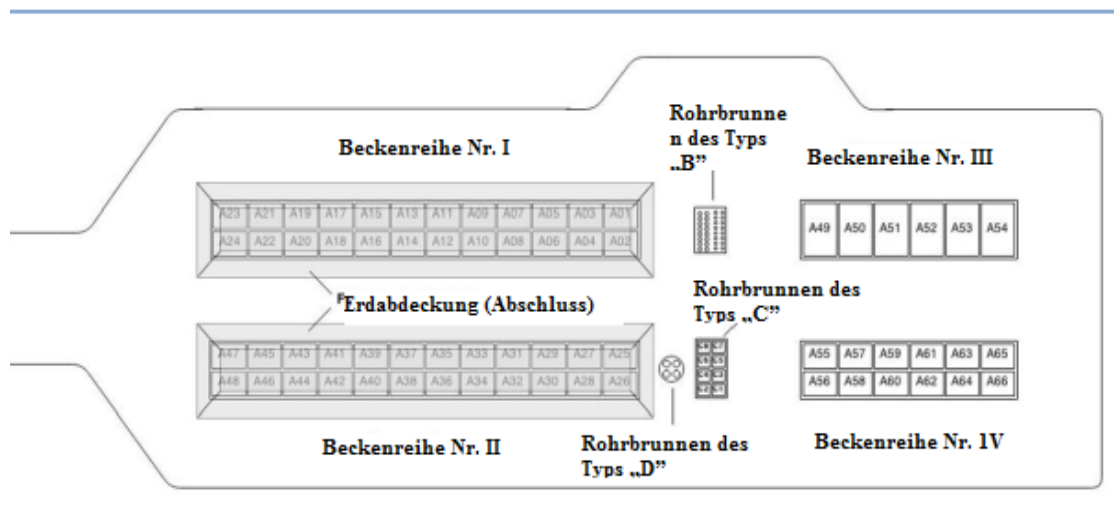 Beckenreihe Nr. I
Rohrbrunne
n des Typs
„B”
Beckenreihe Nr. III
A23 A21 A19 A17 A15 A13 A11 A09 A07 A05 A03 A01
A24 A22 A20 A18 A16 A14 A12 A10 A08 A06 A04 A02
A49 A50 A51 A52 A53 A54
Erdabdeckung (Abschluss)
Rohrbrunnen des
Typs „C”
A47 A45 A43 A41 A39 A37 A35 A33 A31 A29 A27 A25
A48 A46 A44 A42 A40 A38 A36 A34 A32 A30 A28 A26
A55 A57 A59 A61 A63 A65
A56 A58 A60 A62 A64 A66
Beckenreihe Nr. II
Rohrbrunnen des
Typs „D”
Beckenreihe Nr. 1V